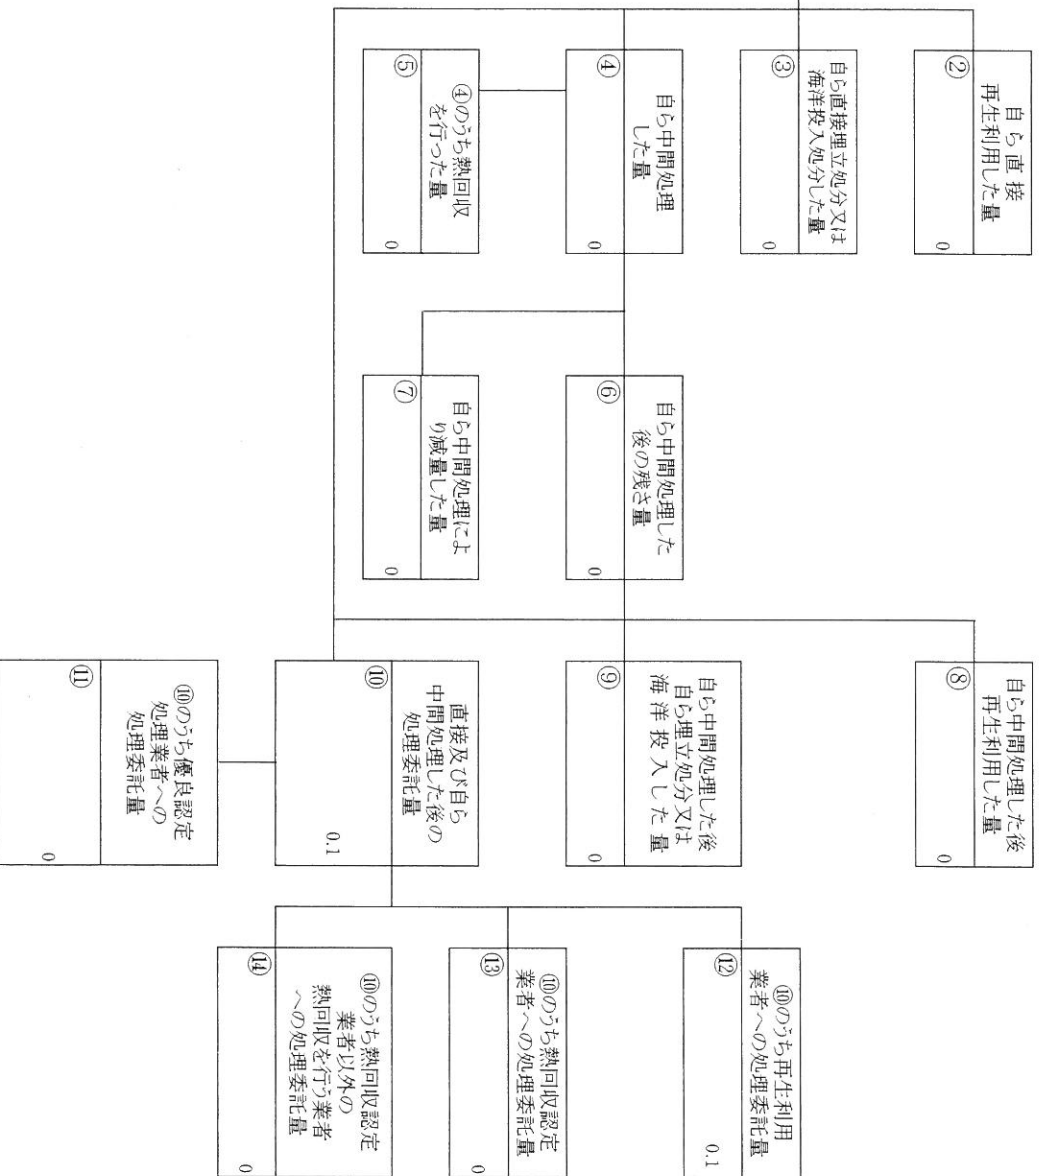 自ら直接
再生利用した量
②
0
自ら直接埋立処分又は
海洋投入処分した量
③
0
自ら中間処理
した量
④
0
④のうち熱回収
を行った量
⑤
0
自ら中間処理した
後の残さ量
⑥
0
自ら中間処理によ
り減量した量
⑦
0
自ら中間処理した後
再生利用した量
⑧
0
自ら中間処理した後
自ら埋立処分又は
海洋投入した量
⑨
0
直接及び自ら
中間処理した後の
処理委託量
⑩
0.1
⑩のうち優良認定
処理業者への
処理委託量
⑪
0
⑩のうち再生利用
業者への処理委託量
⑫
0.1
⑩のうち熱回収認定
業者への処理委託量
⑬
0
⑩のうち熱回収認定
業者以外の
熱回収を行う業者
への処理委託量
⑭
0